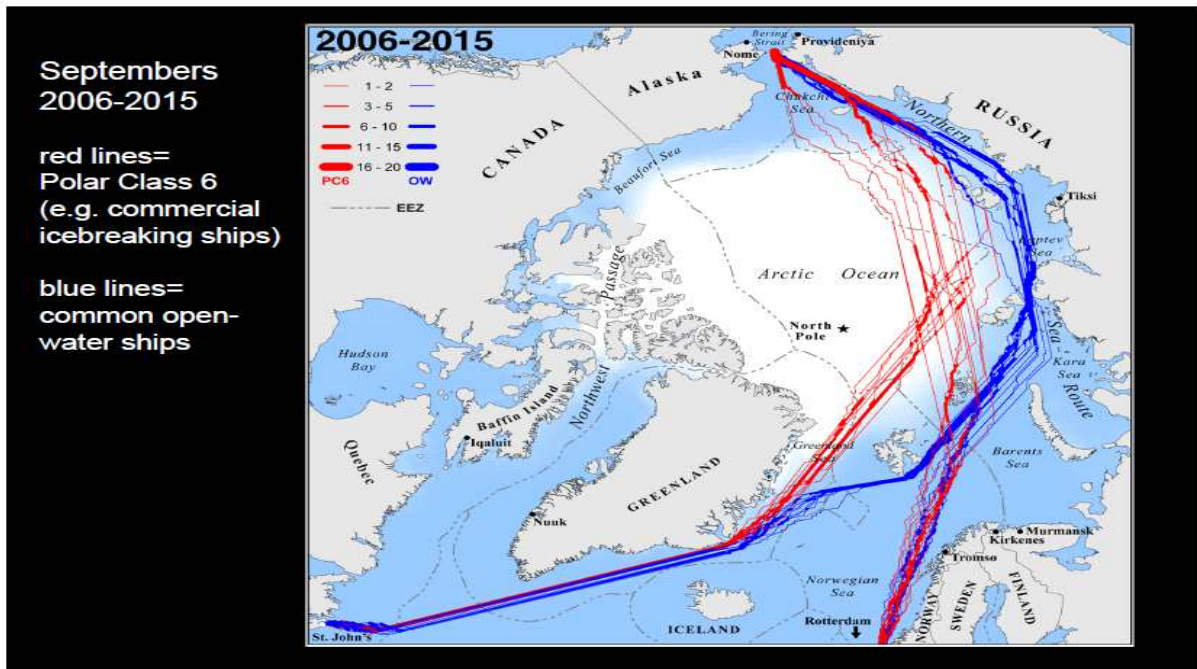 Septembers
2006-2015
red lines=
Polar Class 6
(e.g. commercial
icebreaking ships)
blue lines=
common open-
water ships
2006-2015
1 - 2
3 - 5
6 - 10
11 - 15
16 - 20
PC6 OW
EEZ
Bering
Strait
Nome
Provideniya
Alaska
Chukchi
Sea
Northern
RUSSIA
CANADA
Beaufort Sea
Tiksi
Laptev
Sea
Arctic Ocean
Passage
North
Pole
Sea
Kara
Sea
Route
Hudson
Bay
Northwest
Baffin Island
Iqaluit
Greenland
Sea
Barents
Sea
Quebec
GREENLAND
Nuuk
Murmansk
Kirkenes
Tromsø
Norwegian
Sea
FINLAND
SWEDEN
NORWAY
Rotterdam
ICELAND
St. John's